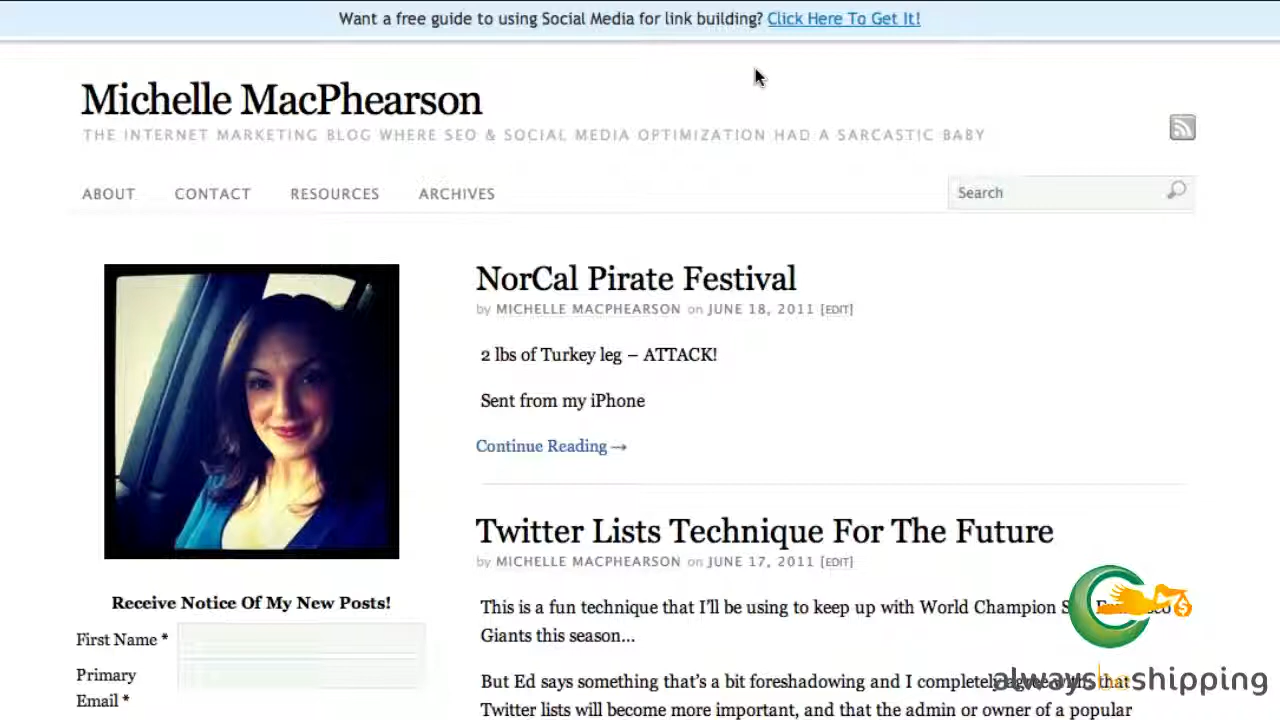 Want a free guide to using Social Media for link building? Click Here To Get It!
Michelle MacPhearson
THE INTERNET MARKETING BLOG WHERE SEO & SOCIAL MEDIA OPTIMIZATION HAD A SARCASTIC BABY
ABOUT CONTACT RESOURCES ARCHIVES
Search
NorCal Pirate Festival
by MICHELLE MACPHEARSON on JUNE 18, 2011 [EDIT]
2 lbs of Turkey leg – ATTACK!
Sent from my iPhone
Continue Reading →
Twitter Lists Technique For The Future
by MICHELLE MACPHEARSON on JUNE 17, 2011 [EDIT]
This is a fun technique that I'll be using to keep up with World Champion
Giants this season...
But Ed says something that's a bit foreshadowing and I completely agree with that
Twitter lists will become more important, and that the admin or owner of a popular
Receive Notice Of My New Posts!
First Name *
Primary
Email *
alwaysbeshipping